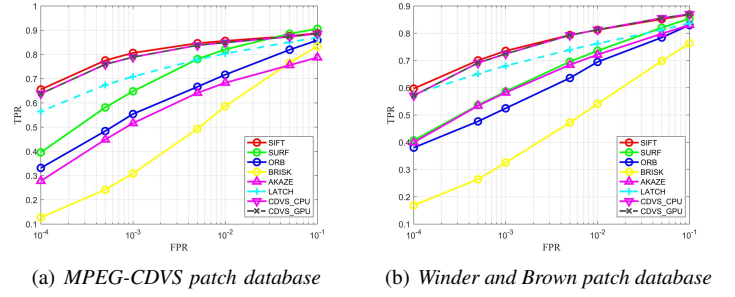 1
0.9
0.8
0.7
0.6
0.5
0.4
0.3
0.2
0.1
TPR
10^-4
10^-3
10^-2
10^-1
FPR
SIFT
SURF
ORB
BRISK
AKAZE
LATCH
CDVS_CPU
CDVS_GPU
(a) MPEG-CDVS patch database
0.9
0.8
0.7
0.6
0.5
0.4
0.3
0.2
0.1
TPR
10^-4
10^-3
10^-2
10^-1
FPR
SIFT
SURF
ORB
BRISK
AKAZE
LATCH
CDVS_CPU
CDVS_GPU
(b) Winder and Brown patch database